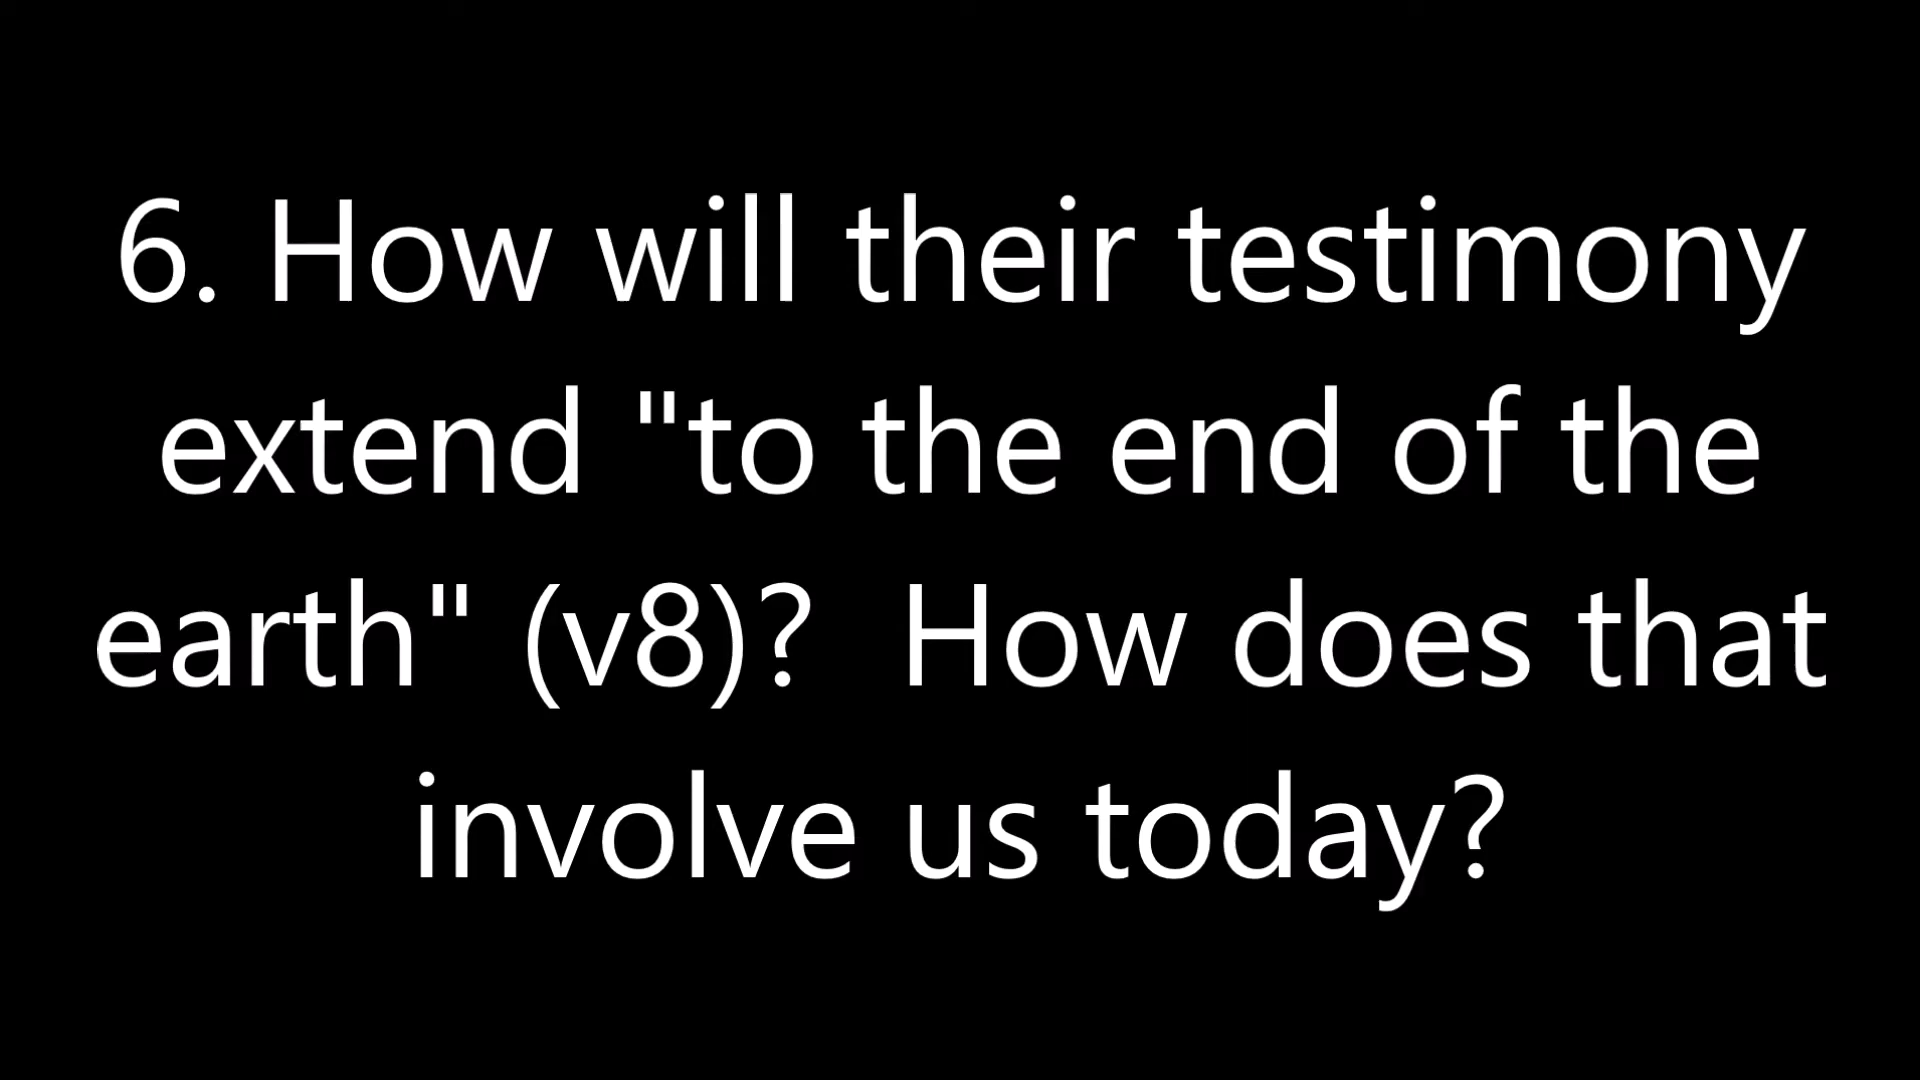 6. How will their testimony
extend "to the end of the
earth" (v8)?  How does that
involve us today?